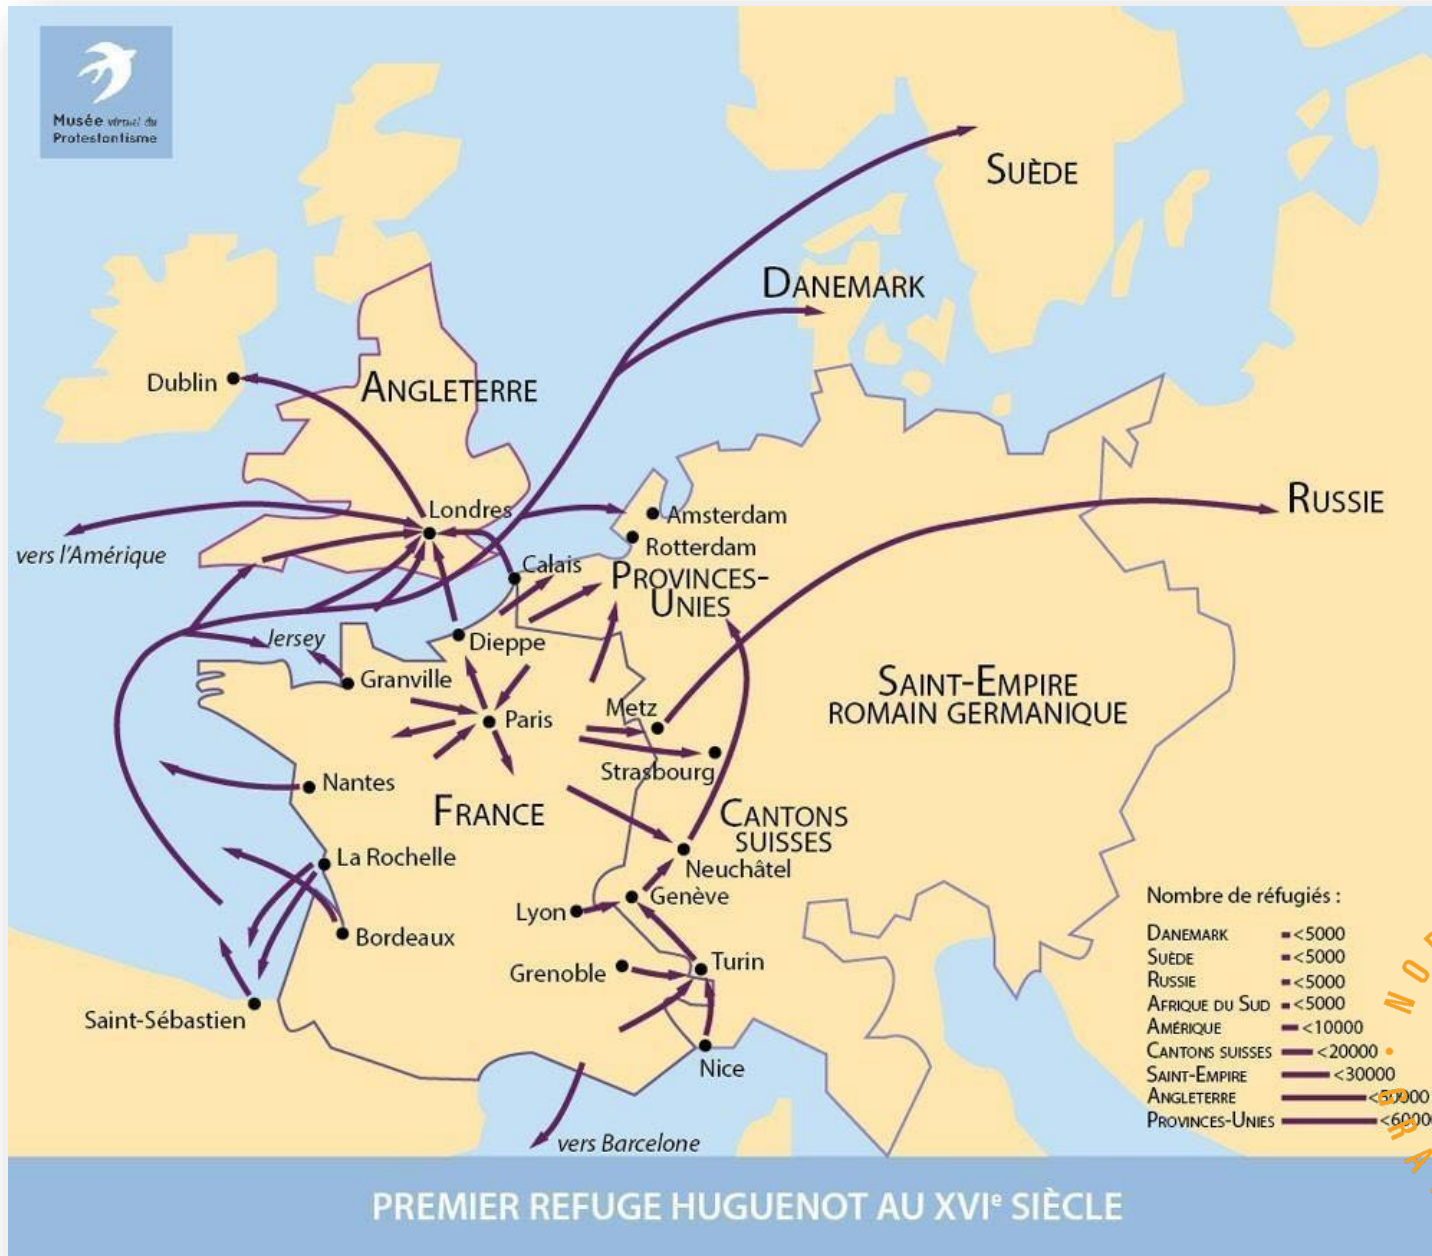 Musée virtuel du
Protestantisme
SUÈDE
DANEMARK
Dublin
ANGLETERRE
Londres
Amsterdam
RUSSIE
vers l'Amérique
Rotterdam
Calais
PROVINCES-
UNIES
Jersey
Dieppe
Granville
SAINT-EMPIRE
ROMAIN GERMANIQUE
Metz
Paris
Strasbourg
Nantes
FRANCE
CANTONS
SUISSES
La Rochelle
Neuchâtel
Genève
Lyon
Bordeaux
Turin
Grenoble
Saint-Sébastien
Nice
vers Barcelone
Nombre de réfugiés :
DANEMARK <5000
SUÈDE <5000
RUSSIE <5000
AFRIQUE DU SUD <5000
AMÉRIQUE <10000
CANTONS SUISSES <20000
SAINT-EMPIRE <30000
ANGLETERRE <50000
PROVINCES-UNIES <6000
PREMIER REFUGE HUGUENOT AU XVIe SIÈCLE